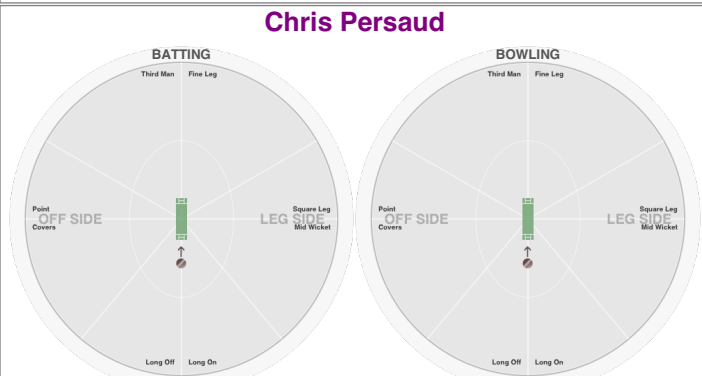 Chris Persaud
BATTING
Third Man Fine Leg
Point
OFF SIDE
Covers
Square Leg
LEG SIDE
Mid Wicket
Long Off Long On
BOWLING
Third Man Fine Leg
Point
OFF SIDE
Covers
Square Leg
LEG SIDE
Mid Wicket
Long Off Long On